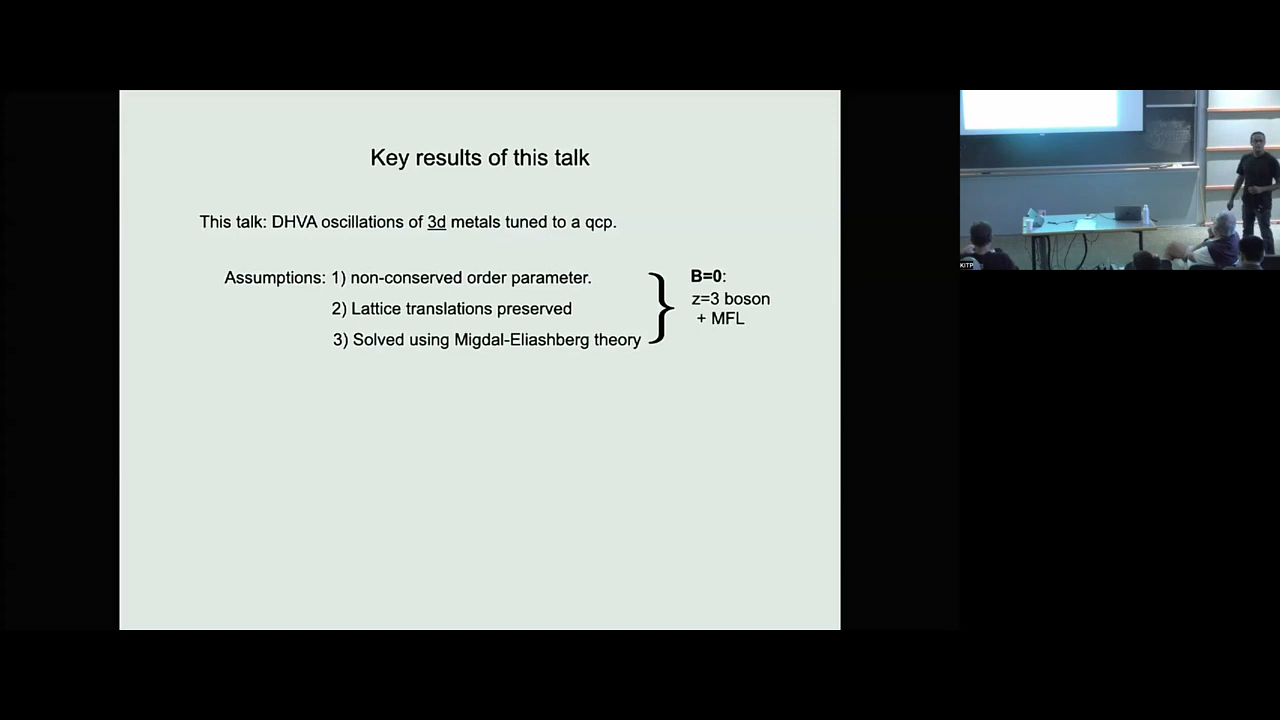 Key results of this talk
This talk: DHVA oscillations of 3d metals tuned to a qcp.
Assumptions: 1) non-conserved order parameter.
2) Lattice translations preserved
3) Solved using Migdal-Eliashberg theory
B=0:
z=3 boson
+ MFL
KITP